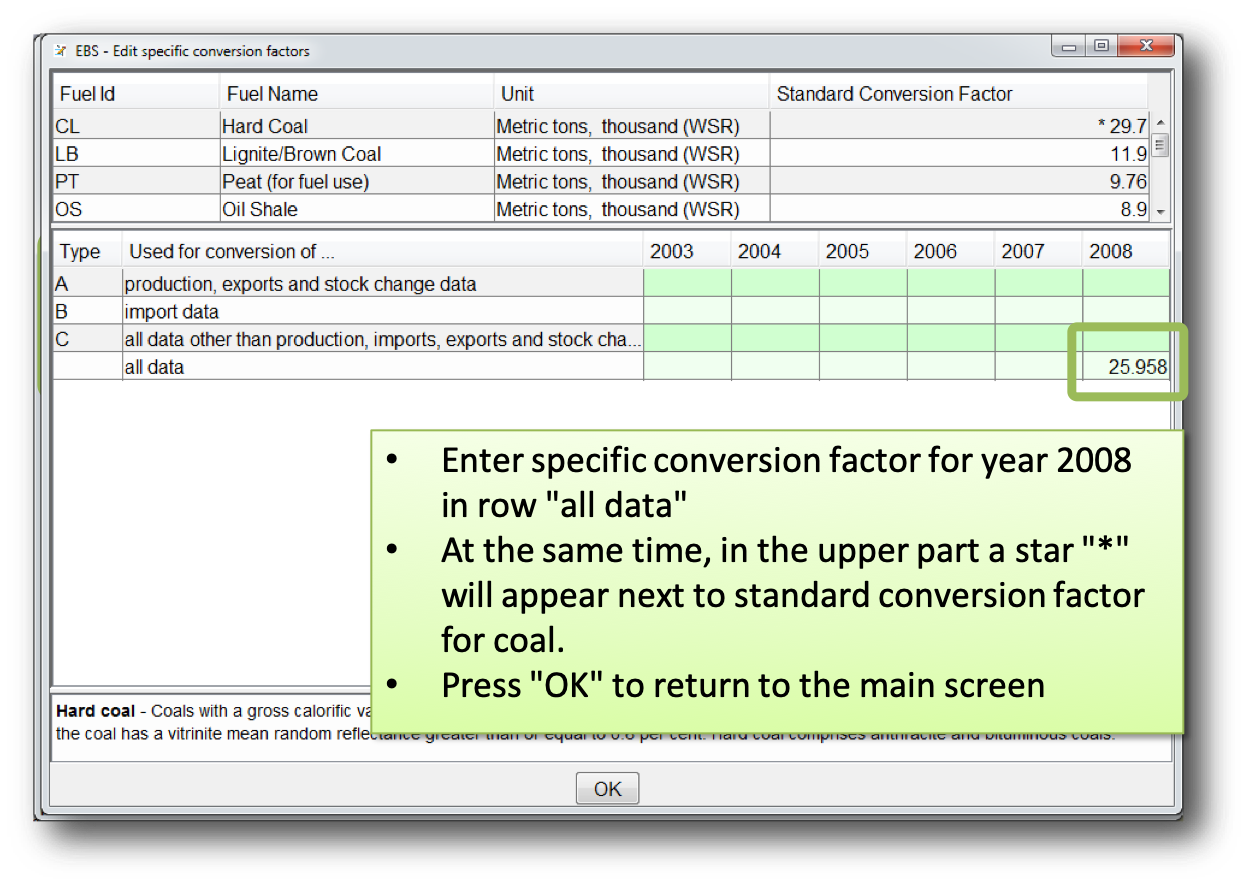 EBS - Edit specific conversion factors
Fuel Id Fuel Name Unit Standard Conversion Factor
CL Hard Coal Metric tons, thousand (WSR) * 29.7
LB Lignite/Brown Coal Metric tons, thousand (WSR) 11.9
PT Peat (for fuel use) Metric tons, thousand (WSR) 9.76
OS Oil Shale Metric tons, thousand (WSR) 8.9
Type Used for conversion of ... 2003 2004 2005 2006 2007 2008
A production, exports and stock change data
B import data
C all data other than production, imports, exports and stock cha...
all data 25.958
• Enter specific conversion factor for year 2008
in row "all data"
• At the same time, in the upper part a star "*"
will appear next to standard conversion factor
for coal.
• Press "OK" to return to the main screen
Hard coal - Coals with a gross calorific
the coal has a vitrinite mean random reflectance greater than or equal to 0.6 per cent. Hard coal comprises anthracite and bituminous coals.
OK